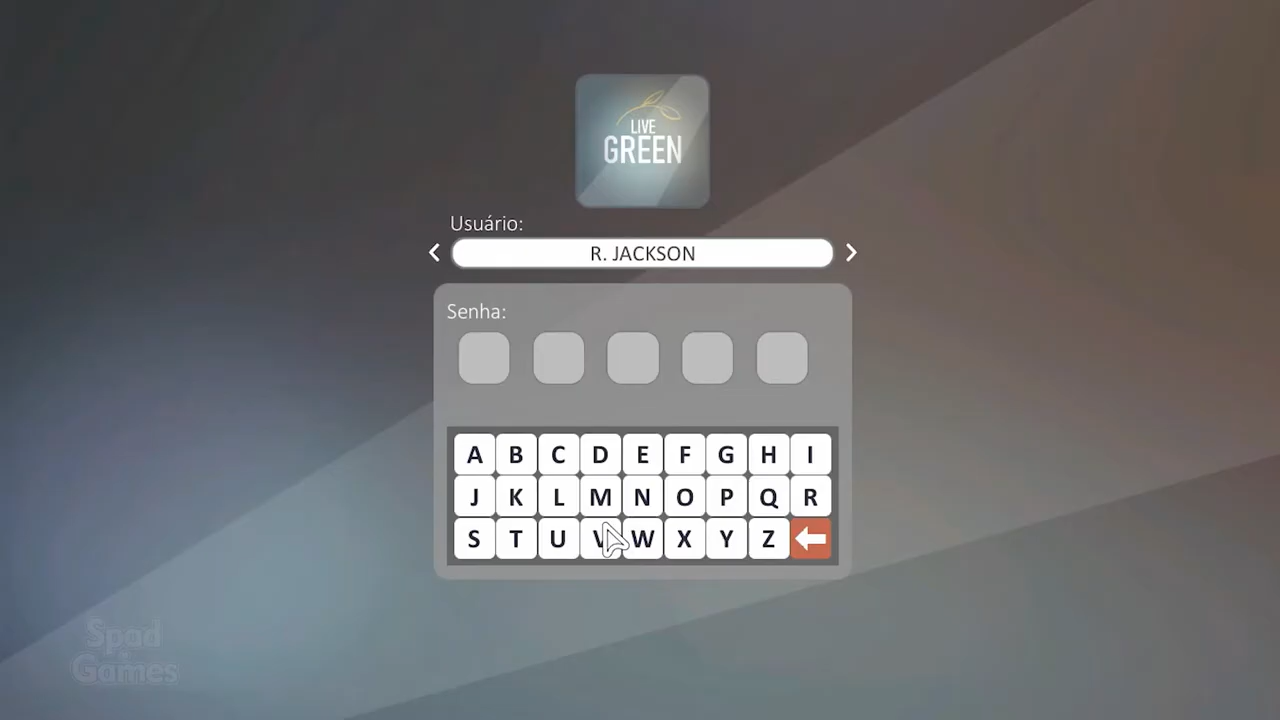 LIVE
GREEN
Usuário:
R. JACKSON
Senha:
A B C D E F G H I
J K L M N O P Q R
S T U V W X Y Z
Spad
Games